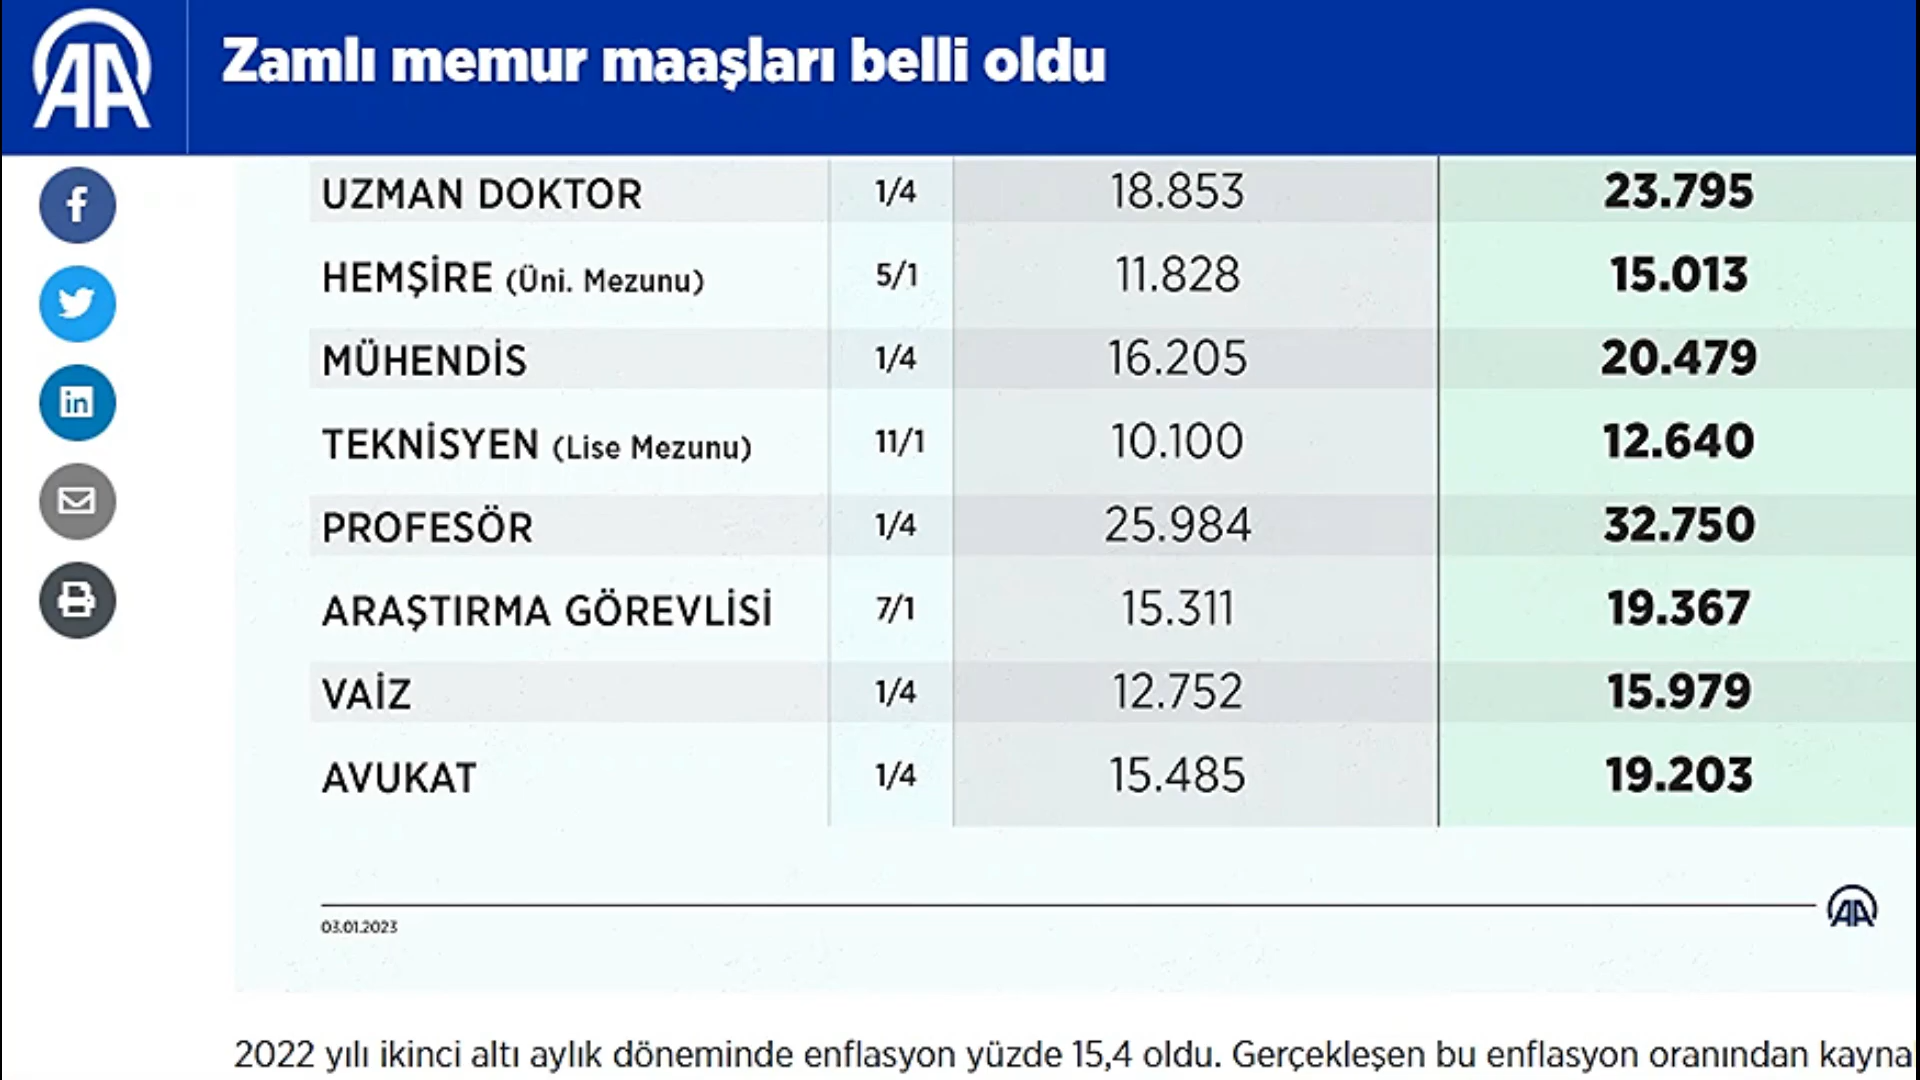 AA
Zamlı memur maaşları belli oldu
UZMAN DOKTOR 1/4 18.853 23.795
HEMŞİRE (Üni. Mezunu) 5/1 11.828 15.013
MÜHENDİS 1/4 16.205 20.479
TEKNİSYEN (Lise Mezunu) 11/1 10.100 12.640
PROFESÖR 1/4 25.984 32.750
ARAŞTIRMA GÖREVLİSİ 7/1 15.311 19.367
VAİZ 1/4 12.752 15.979
AVUKAT 1/4 15.485 19.203
AA
03.01.2023
2022 yılı ikinci altı aylık döneminde enflasyon yüzde 15,4 oldu. Gerçekleşen bu enflasyon oranından kayna